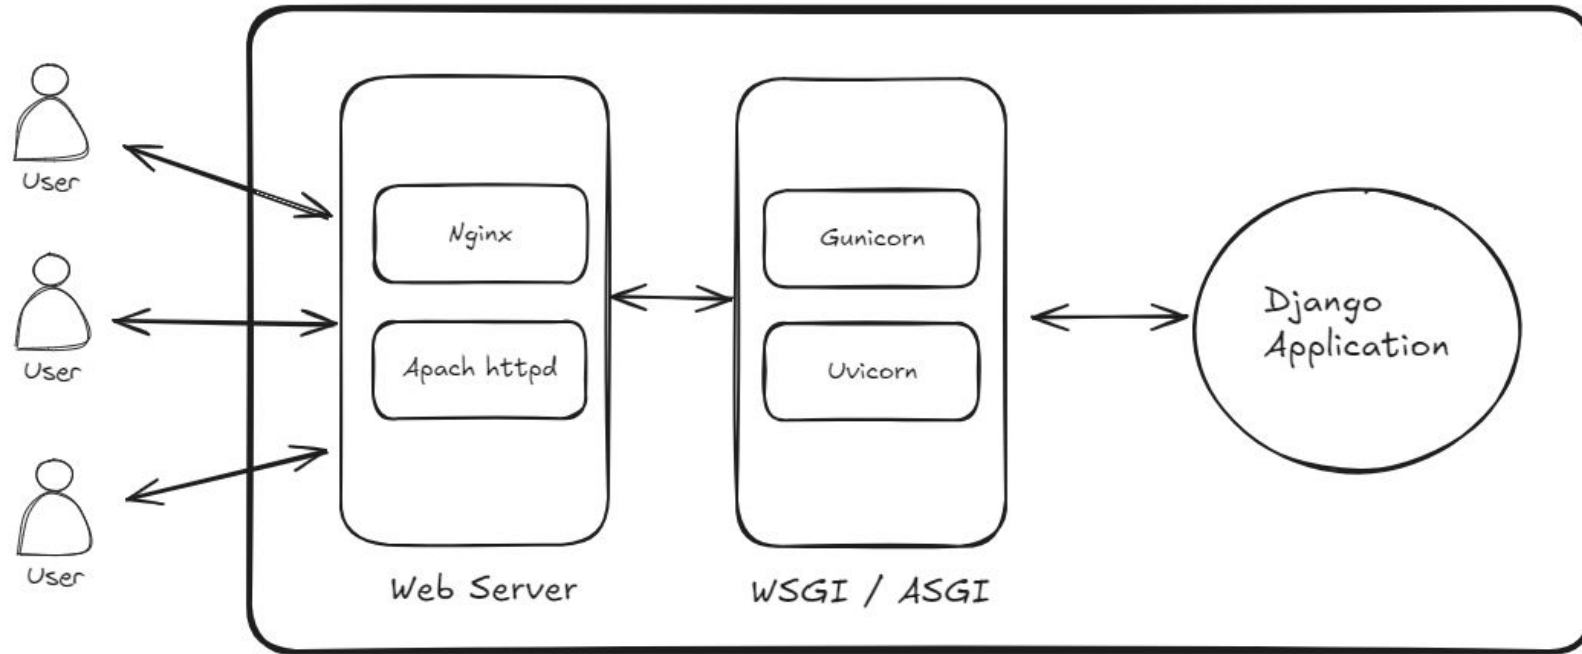 User
User
User
Nginx
Apach httpd
Web Server
Gunicorn
Uvicorn
WSGI / ASGI
Django
Application